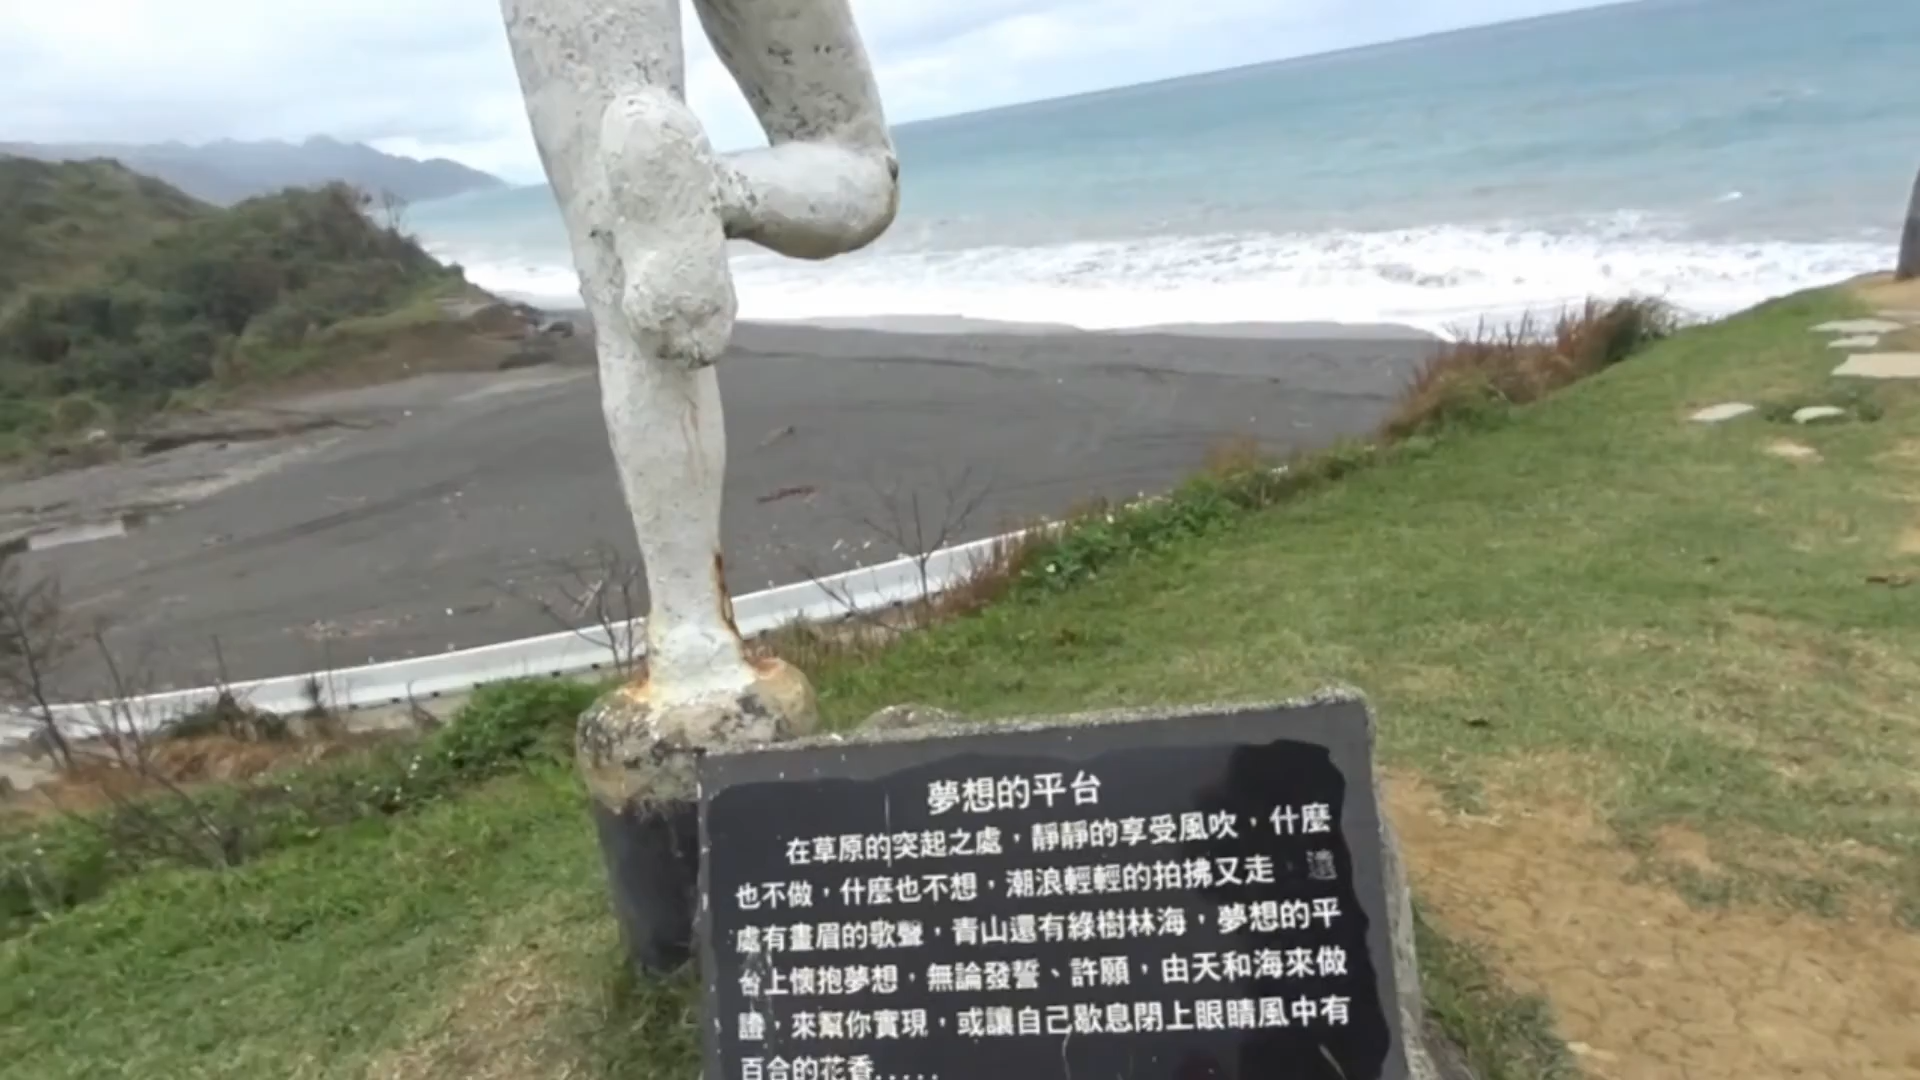 夢想的平台
在草原的突起之處，靜靜的享受風吹，什麼
也不做，什麼也不想，潮浪輕輕的拍拂又走，遠
處有畫眉的歌聲，青山還有綠樹林海，夢想的平
台上懷抱夢想，無論發誓、許願，由天和海來做
證，來幫你實現，或讓自己歇息閉上眼睛風中有
百合的花香.....